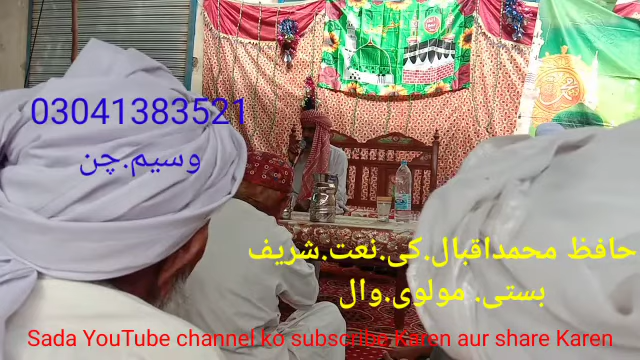 03041383521
وسیم.چن
حافظ محمداقبال.کی.نعت.شریف
بستی. مولوی.وال
Sada YouTube channel ko subscribe Karen aur share Karen